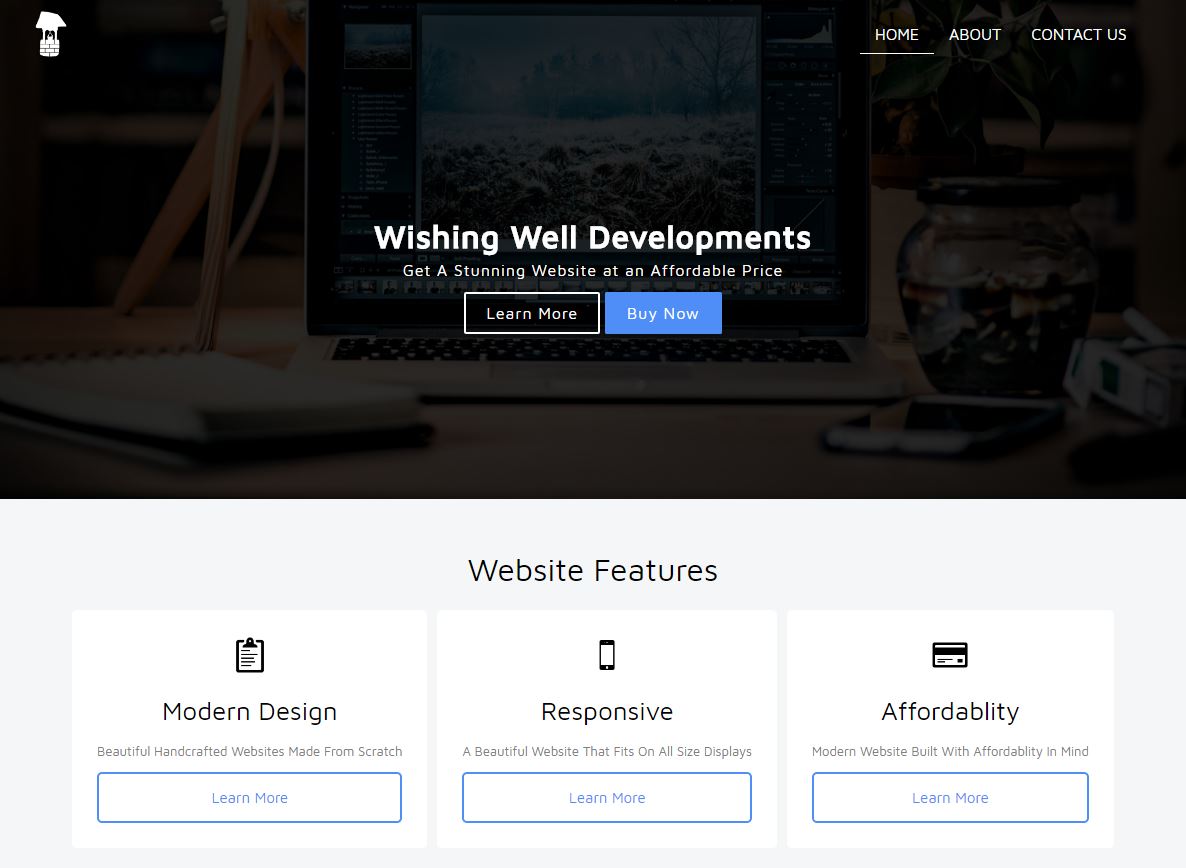 HOME ABOUT CONTACT US
Wishing Well Developments
Get A Stunning Website at an Affordable Price
Learn More Buy Now
Website Features
Modern Design
Beautiful Handcrafted Websites Made From Scratch
Learn More
Responsive
A Beautiful Website That Fits On All Size Displays
Learn More
Affordablity
Modern Website Built With Affordablity In Mind
Learn More